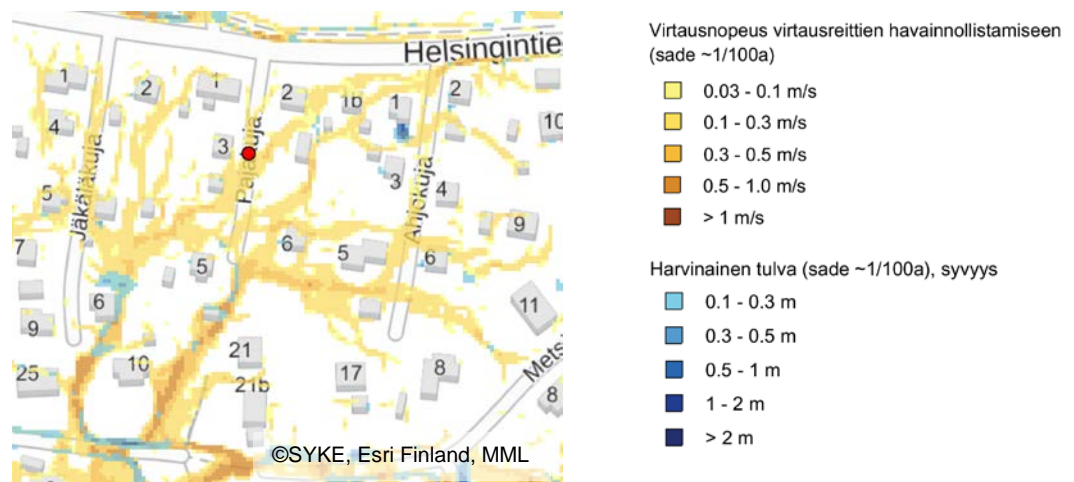 Helsingintie
1
2
1
2
1b
1
2
10
4
3
Pajakuja
Jäkäläkuja
Ahjokuja
3
4
5
9
7
6
5
5
6
6
11
9
10
21
17
8
Mets
25
21b
8
©SYKE, Esri Finland, MML
Virtausnopeus virtausreittien havainnollistamiseen
(sade ~1/100a)
0.03 - 0.1 m/s
0.1 - 0.3 m/s
0.3 - 0.5 m/s
0.5 - 1.0 m/s
> 1 m/s
Harvinainen tulva (sade ~1/100a), syvyys
0.1 - 0.3 m
0.3 - 0.5 m
0.5 - 1 m
1 - 2 m
> 2 m